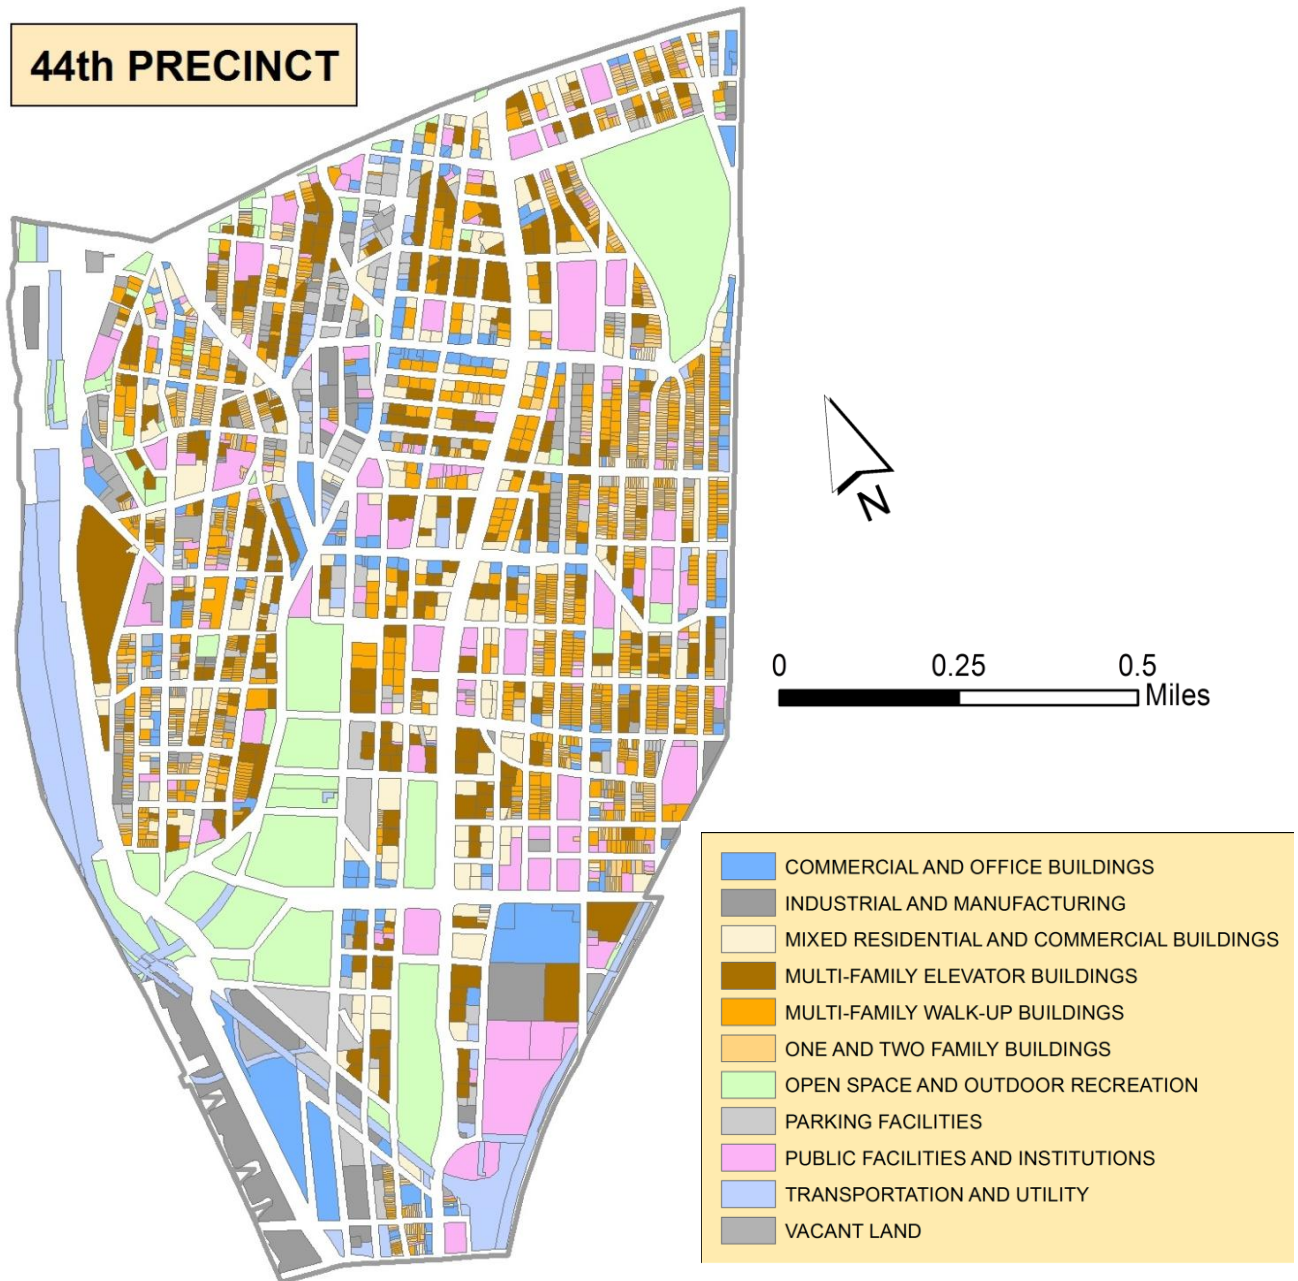 44th PRECINCT
N
0 0.25 0.5
Miles
COMMERCIAL AND OFFICE BUILDINGS
INDUSTRIAL AND MANUFACTURING
MIXED RESIDENTIAL AND COMMERCIAL BUILDINGS
MULTI-FAMILY ELEVATOR BUILDINGS
MULTI-FAMILY WALK-UP BUILDINGS
ONE AND TWO FAMILY BUILDINGS
OPEN SPACE AND OUTDOOR RECREATION
PARKING FACILITIES
PUBLIC FACILITIES AND INSTITUTIONS
TRANSPORTATION AND UTILITY
VACANT LAND